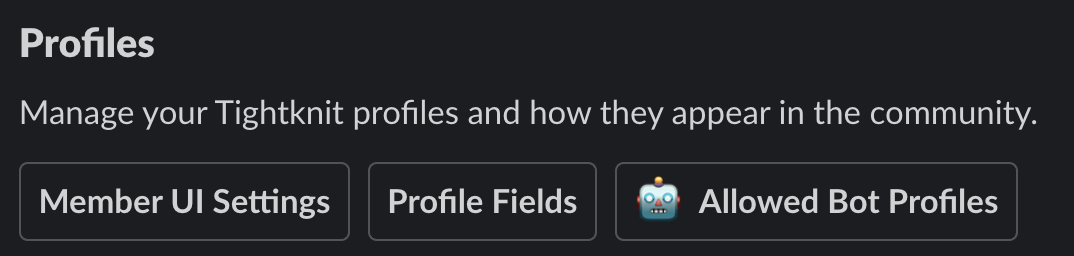 Profiles
Manage your Tightknit profiles and how they appear in the community.
Member UI Settings
Profile Fields
Allowed Bot Profiles